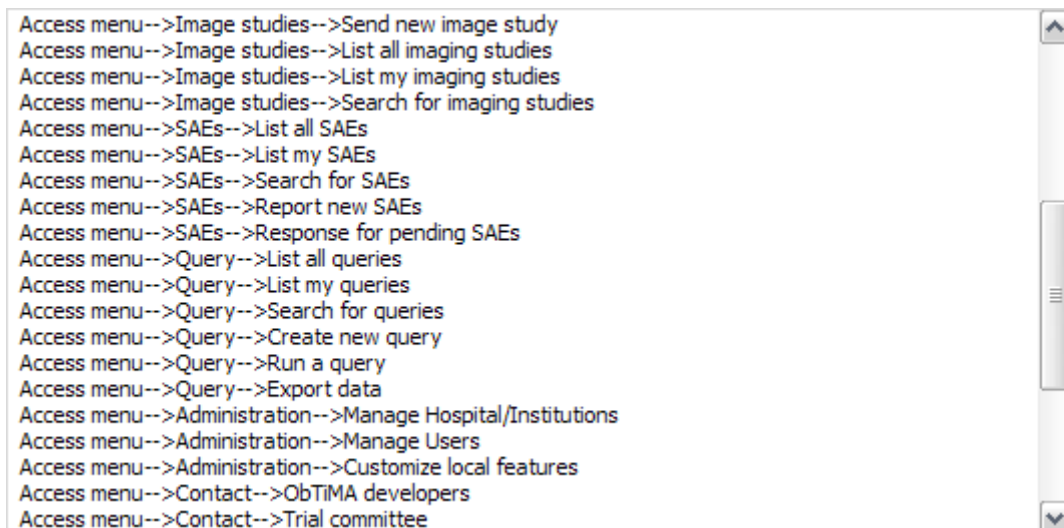 Access menu-->Image studies-->Send new image study
Access menu-->Image studies-->List all imaging studies
Access menu-->Image studies-->List my imaging studies
Access menu-->Image studies-->Search for imaging studies
Access menu-->SAEs-->List all SAEs
Access menu-->SAEs-->List my SAEs
Access menu-->SAEs-->Search for SAEs
Access menu-->SAEs-->Report new SAEs
Access menu-->SAEs-->Response for pending SAEs
Access menu-->Query-->List all queries
Access menu-->Query-->List my queries
Access menu-->Query-->Search for queries
Access menu-->Query-->Create new query
Access menu-->Query-->Run a query
Access menu-->Query-->Export data
Access menu-->Administration-->Manage Hospital/Institutions
Access menu-->Administration-->Manage Users
Access menu-->Administration-->Customize local features
Access menu-->Contact-->ObTiMA developers
Access menu-->Contact-->Trial committee